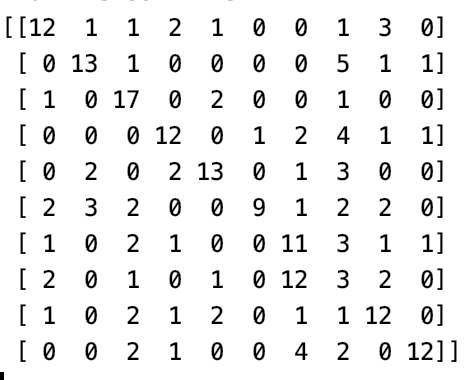 [[12 1 1 2 1 0 0 1 3 0]
[ 0 13 1 0 0 0 0 5 1 1]
[ 1 0 17 0 2 0 0 1 0 0]
[ 0 0 0 12 0 1 2 4 1 1]
[ 0 2 0 2 13 0 1 3 0 0]
[ 2 3 2 0 0 9 1 2 2 0]
[ 1 0 2 1 0 0 11 3 1 1]
[ 2 0 1 0 1 0 12 3 2 0]
[ 1 0 2 1 2 0 1 1 12 0]
[ 0 0 2 1 0 0 4 2 0 12]]